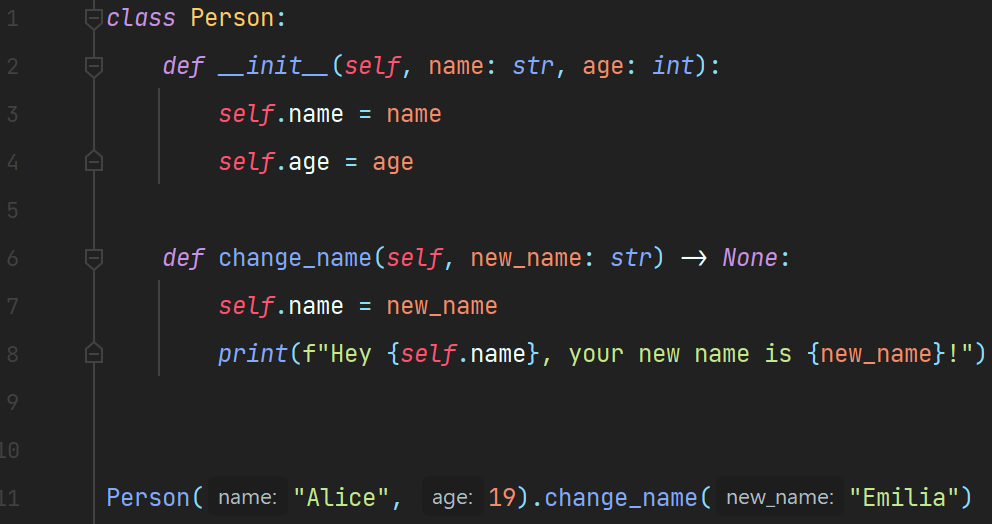 1 class Person:
2 def __init__(self, name: str, age: int):
3 self.name = name
4 self.age = age
5
6 def change_name(self, new_name: str) -> None:
7 self.name = new_name
8 print(f"Hey {self.name}, your new name is {new_name}!")
9
10
11 Person( name: "Alice", age: 19).change_name( new_name: "Emilia")